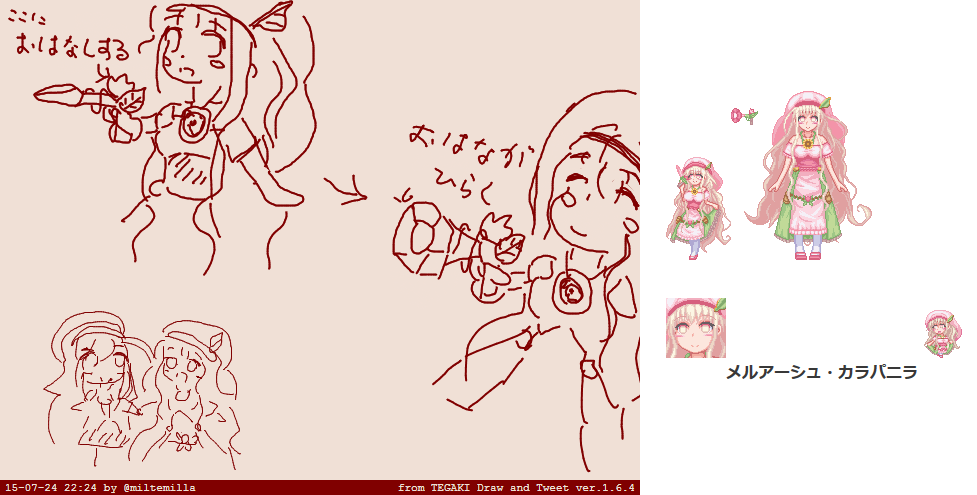 ここに
おはなしする
おはなが
ひらく
メルアーシュ・カラパニラ
15-07-24 22:24 by @miltemilla
from TEGAKI Draw and Tweet ver.1.6.4